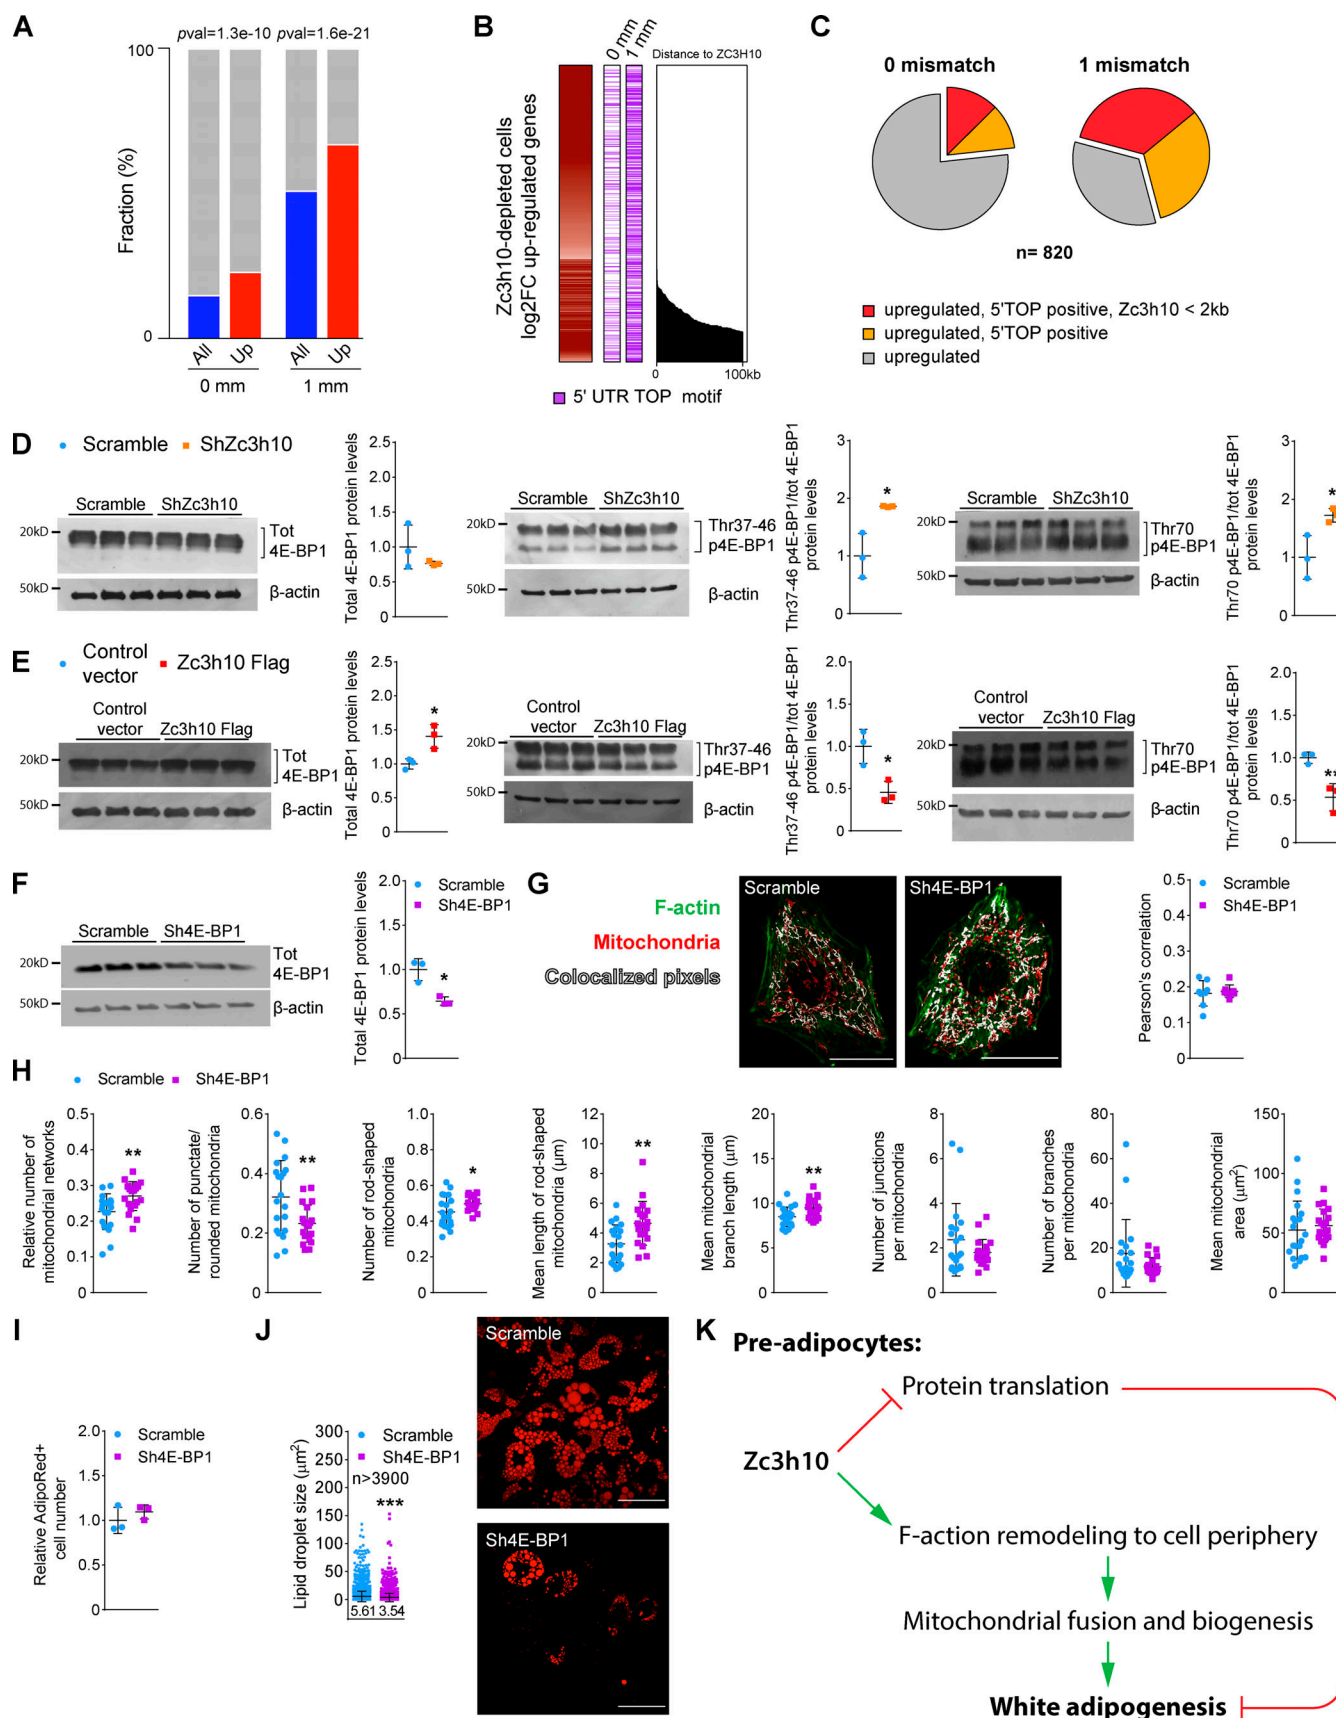 A
pval=1.3e-10 pval=1.6e-21
100
Fraction (%)
0
All Up All Up
0 mm 1 mm
B
0 mm
1 mm
Distance to ZC3H10
Zc3h10-depleted cells
log2FC up-regulated genes
0 100kb
5' UTR TOP motif
C
0 mismatch 1 mismatch
n= 820
upregulated, 5'TOP positive, Zc3h10 < 2kb
upregulated, 5'TOP positive
upregulated
D
Scramble ShZc3h10
Scramble ShZc3h10
20kD
Tot
4E-BP1
50kD
β-actin
Total 4E-BP1 protein levels
2.5
2.0
1.5
1.0
0.5
0
Scramble ShZc3h10
20kD
Thr37-46
p4E-BP1
50kD
β-actin
Thr37-46 p4E-BP1/tot 4E-BP1
protein levels
3
2
1
0
*
Scramble ShZc3h10
20kD
Thr70
p4E-BP1
50kD
β-actin
Thr70 p4E-BP1/tot 4E-BP1
protein levels
3
2
1
0
*
E
Control
vector
Zc3h10 Flag
Control
vector Zc3h10 Flag
20kD
Tot
4E-BP1
50kD
β-actin
Total 4E-BP1 protein levels
2.5
2.0
1.5
1.0
0.5
0
*
Control
vector Zc3h10 Flag
20kD
Thr37-46
p4E-BP1
50kD
β-actin
Thr37-46 p4E-BP1/tot 4E-BP1
protein levels
2.0
1.5
1.0
0.5
0
*
Control
vector Zc3h10 Flag
20kD
Thr70
p4E-BP1
50kD
β-actin
Thr70 p4E-BP1/tot 4E-BP1
protein levels
2.0
1.5
1.0
0.5
0
**
F
Scramble Sh4E-BP1
20kD
Tot
4E-BP1
50kD
β-actin
Total 4E-BP1 protein levels
2.0
1.5
1.0
0.5
0
Scramble
Sh4E-BP1
*
G
F-actin
Mitochondria
Colocalized pixels
Scramble
Sh4E-BP1
Pearson's correlation
0.5
0.4
0.3
0.2
0.1
0
Scramble
Sh4E-BP1
H
Scramble Sh4E-BP1
Relative number of
mitochondrial networks
0.5
0.4
0.3
0.2
0.1
0
**
Number of punctate/
rounded mitochondria
0.6
0.4
0.2
0
**
Number of rod-shaped
mitochondria
1.0
0.8
0.6
0.4
0.2
0
*
Mean length of rod-shaped
mitochondria (μm)
12
10
8
6
4
2
0
**
Mean mitochondrial
branch length (μm)
20
15
10
5
0
**
Number of junctions
per mitochondria
8
6
4
2
0
Number of branches
per mitochondria
80
60
40
20
0
Mean mitochondrial
area (μm²)
150
100
50
0
I
Scramble
Sh4E-BP1
Relative AdipoRed+
cell number
2.0
1.5
1.0
0.5
0
J
Scramble
Sh4E-BP1
n>3900
Lipid droplet size (μm²)
300
250
200
150
100
50
0
***
5.61 3.54
Scramble
Sh4E-BP1
K
Pre-adipocytes:
Protein translation
Zc3h10
F-action remodeling to cell periphery
Mitochondrial fusion and biogenesis
White adipogenesis